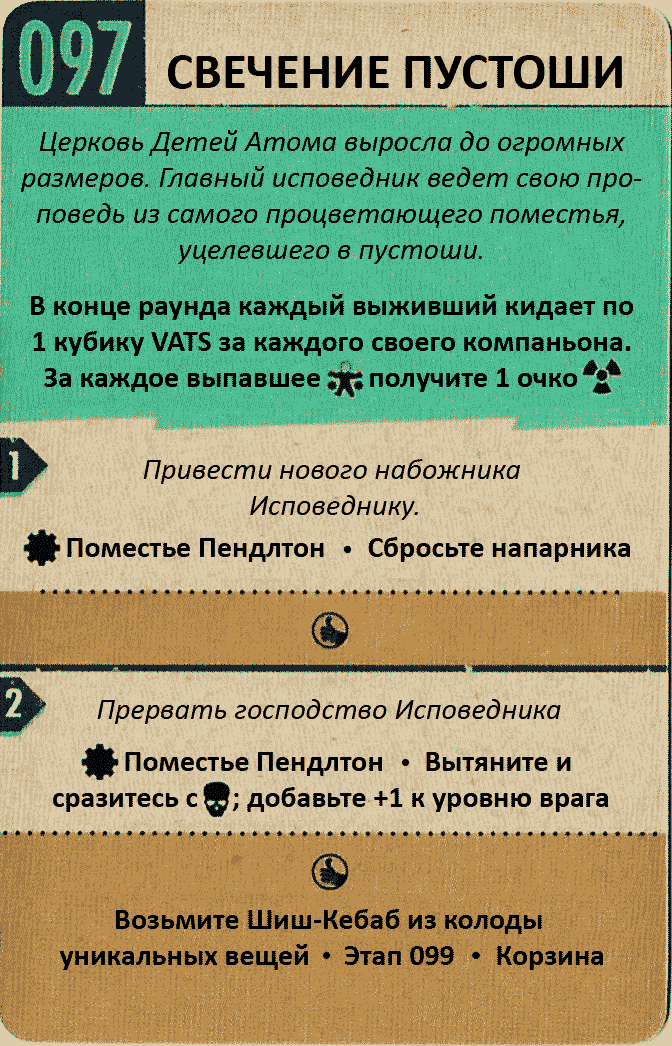 097
СВЕЧЕНИЕ ПУСТОШИ
Церковь Детей Атома выросла до огромных
размеров. Главный исповедник ведет свою про-
поведь из самого процветающего поместья,
уцелевшего в пустоши.
В конце раунда каждый выживший кидает по
1 кубику VATS за каждого своего компаньона.
За каждое выпавшее получите 1 очко
1
Привести нового набожника
Исповеднику.
Поместье Пендлтон • Сбросьте напарника
2
Прервать господство Исповедника
Поместье Пендлтон • Вытяните и
сразитесь с ; добавьте +1 к уровню врага
Возьмите Шиш-Кебаб из колоды
уникальных вещей • Этап 099 • Корзина